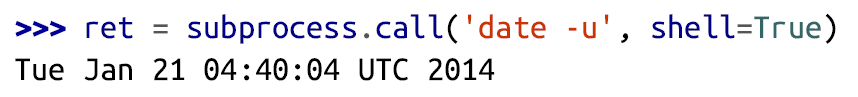 >>> ret = subprocess.call('date -u', shell=True)
Tue Jan 21 04:40:04 UTC 2014